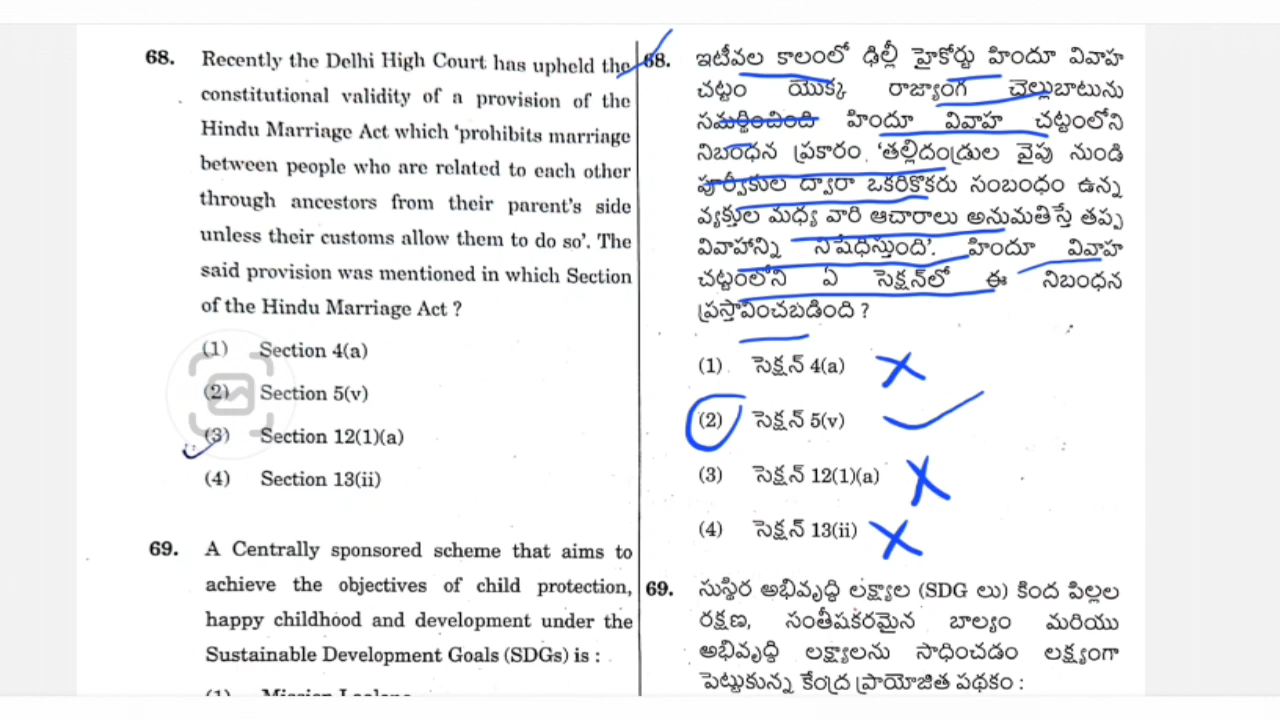 68. Recently the Delhi High Court has upheld the
constitutional validity of a provision of the
Hindu Marriage Act which ‘prohibits marriage
between people who are related to each other
through ancestors from their parent's side
unless their customs allow them to do so’. The
said provision was mentioned in which Section
of the Hindu Marriage Act ?
(1) Section 4(a)
(2) Section 5(v)
(3) Section 12(1)(a)
(4) Section 13(ii)
69. A Centrally sponsored scheme that aims to
achieve the objectives of child protection,
happy childhood and development under the
Sustainable Development Goals (SDGs) is :
68. ఇటీవల కాలంలో ఢిల్లీ హైకోర్టు హిందూ వివాహ
చట్టం యొక్క రాజ్యాంగ చెల్లుబాటును
సమర్థించింది హిందూ వివాహ చట్టంలోని
నిబంధన ప్రకారం ‘తల్లిదండ్రుల వైపు నుండి
పూర్వీకుల ద్వారా ఒకరికొకరు సంబంధం ఉన్న
వ్యక్తుల మధ్య వారి ఆచారాలు అనుమతిస్తే తప్ప
వివాహాన్ని నిషేధిస్తుంది’. హిందూ వివాహ
చట్టంలోని ఏ సెక్షన్‌లో ఈ నిబంధన
ప్రస్తావించబడింది ?
(1) సెక్షన్ 4(a)
(2) సెక్షన్ 5(v)
(3) సెక్షన్ 12(1)(a)
(4) సెక్షన్ 13(ii)
69. సుస్థిర అభివృద్ధి లక్ష్యాల (SDG లు) కింద పిల్లల
రక్షణ, సంతీషకరమైన బాల్యం మరియు
అభివృద్ధి లక్ష్యాలను సాధించడం లక్ష్యంగా
పెట్టుకున్న కేంద్ర ప్రాయోజిత పథకం :